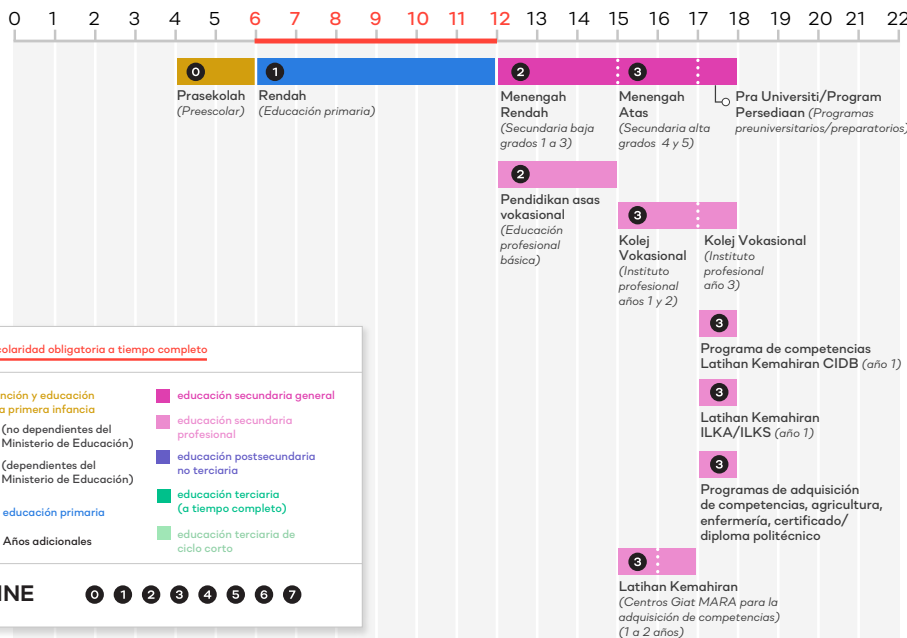 0 1 2 3 4 5 6 7 8 9 10 11 12 13 14 15 16 17 18 19 20 21 22
0
Prasekolah
(Preescolar)
1
Rendah
(Educación primaria)
2
Menengah
Rendah
(Secundaria baja
grados 1 a 3)
3
Menengah
Atas
(Secundaria alta
grados 4 y 5)
Pra Universiti/Program
Persediaan (Programas
preuniversitarios/preparatorios)
2
Pendidikan asas
vokasional
(Educación
profesional
básica)
3
Kolej
Vokasional
(Instituto
profesional
años 1 y 2)
Kolej Vokasional
(Instituto
profesional
año 3)
3
Programa de competencias
Latihan Kemahiran CIDB (año 1)
3
Latihan Kemahiran
ILKA/ILKS (año 1)
3
Programas de adquisición
de competencias, agricultura,
enfermería, certificado/
diploma politécnico
3
Latihan Kemahiran
(Centros Giat MARA para la
adquisición de competencias)
(1 a 2 años)
colaridad obligatoria a tiempo completo
nción y educación
a primera infancia
(no dependientes del
Ministerio de Educación)
(dependientes del
Ministerio de Educación)
educación primaria
Años adicionales
educación secundaria general
educación secundaria
profesional
educación postsecundaria
no terciaria
educación terciaria
(a tiempo completo)
educación terciaria de
ciclo corto
INE 0 1 2 3 4 5 6 7